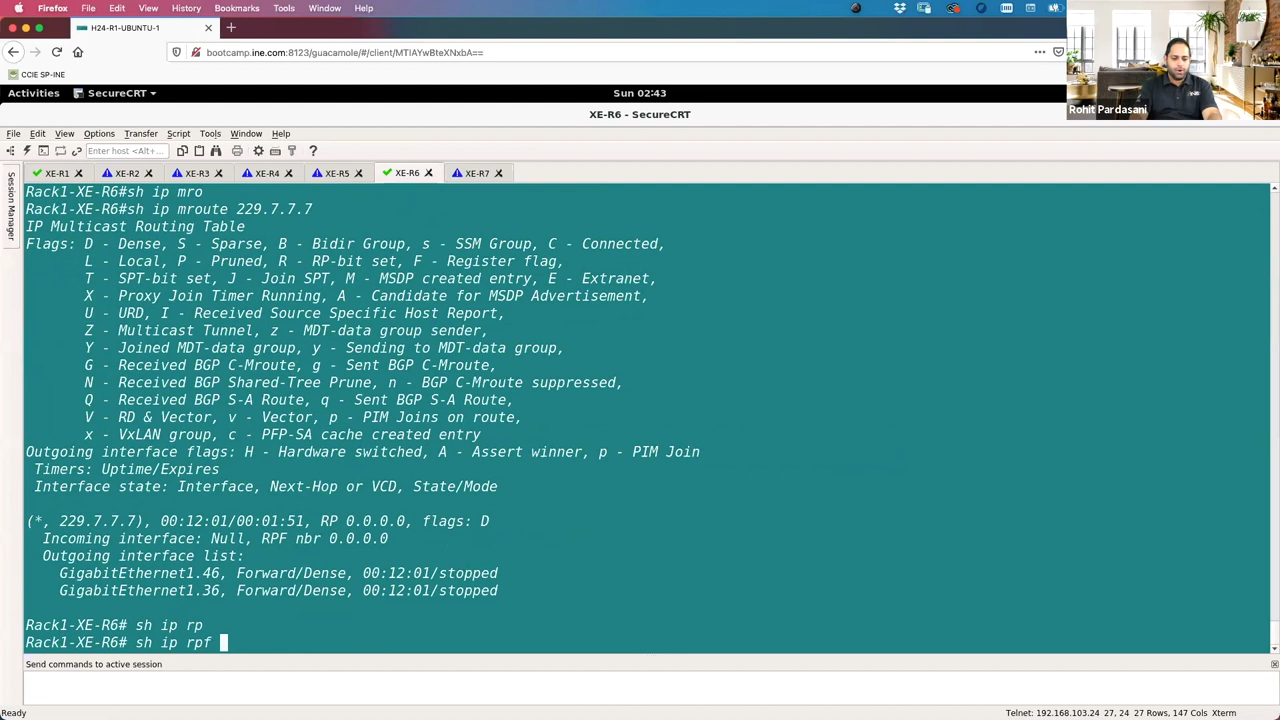 Firefox File Edit View History Bookmarks Tools Window Help
H24-R1-UBUNTU-1
bootcamp.ine.com:8123/guacamole/#/client/MTIAYwBteXNxbA==
CCIE SP-INE
Activities SecureCRT Sun 02:43
Rohit Pardasani
XE-R6 - SecureCRT
File Edit View Options Transfer Script Tools Window Help
Enter host <Alt+...
XE-R1 XE-R2 XE-R3 XE-R4 XE-R5 XE-R6 XE-R7
Session Manager
Rack1-XE-R6#sh ip mro
Rack1-XE-R6#sh ip mroute 229.7.7.7
IP Multicast Routing Table
Flags: D - Dense, S - Sparse, B - Bidir Group, s - SSM Group, C - Connected,
L - Local, P - Pruned, R - RP-bit set, F - Register flag,
T - SPT-bit set, J - Join SPT, M - MSDP created entry, E - Extranet,
X - Proxy Join Timer Running, A - Candidate for MSDP Advertisement,
U - URD, I - Received Source Specific Host Report,
Z - Multicast Tunnel, z - MDT-data group sender,
Y - Joined MDT-data group, y - Sending to MDT-data group,
G - Received BGP C-Mroute, g - Sent BGP C-Mroute,
N - Received BGP Shared-Tree Prune, n - BGP C-Mroute suppressed,
Q - Received BGP S-A Route, q - Sent BGP S-A Route,
V - RD & Vector, v - Vector, p - PIM Joins on route,
x - VxLAN group, c - PFP-SA cache created entry
Outgoing interface flags: H - Hardware switched, A - Assert winner, p - PIM Join
Timers: Uptime/Expires
Interface state: Interface, Next-Hop or VCD, State/Mode
(*, 229.7.7.7), 00:12:01/00:01:51, RP 0.0.0.0, flags: D
Incoming interface: Null, RPF nbr 0.0.0.0
Outgoing interface list:
GigabitEthernet1.46, Forward/Dense, 00:12:01/stopped
GigabitEthernet1.36, Forward/Dense, 00:12:01/stopped
Rack1-XE-R6# sh ip rp
Rack1-XE-R6# sh ip rpf
Send commands to active session
Ready Telnet: 192.168.103.24 27, 24 27 Rows, 147 Cols Xterm